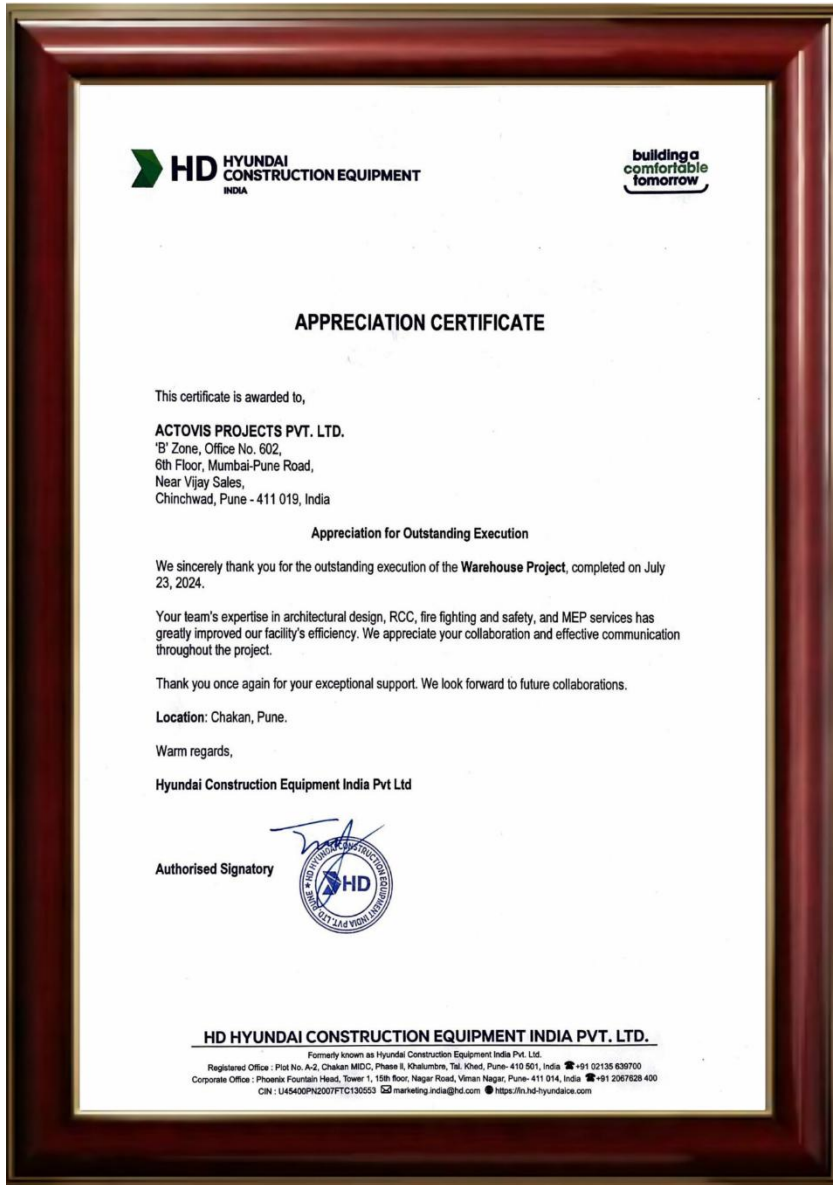 HD HYUNDAI
CONSTRUCTION EQUIPMENT
INDIA
building a
comfortable
tomorrow
APPRECIATION CERTIFICATE
This certificate is awarded to,
ACTOVIS PROJECTS PVT. LTD.
'B' Zone, Office No. 602,
6th Floor, Mumbai-Pune Road,
Near Vijay Sales,
Chinchwad, Pune - 411 019, India
Appreciation for Outstanding Execution
We sincerely thank you for the outstanding execution of the Warehouse Project, completed on July
23, 2024.
Your team's expertise in architectural design, RCC, fire fighting and safety, and MEP services has
greatly improved our facility's efficiency. We appreciate your collaboration and effective communication
throughout the project.
Thank you once again for your exceptional support. We look forward to future collaborations.
Location: Chakan, Pune.
Warm regards,
Hyundai Construction Equipment India Pvt Ltd
Authorised Signatory
HD HYUNDAI CONSTRUCTION EQUIPMENT INDIA PVT. LTD. PUNE
HD
HD HYUNDAI CONSTRUCTION EQUIPMENT INDIA PVT. LTD.
Formerly known as Hyundai Construction Equipment India Pvt. Ltd.
Registered Office : Plot No. A-2, Chakan MIDC, Phase II, Khalumbre, Tal. Khed, Pune- 410 501, India ☎+91 02135 639700
Corporate Office : Phoenix Fountain Head, Tower 1, 15th floor, Nagar Road, Viman Nagar, Pune- 411 014, India ☎+91 2067628 400
CIN : U45400PN2007FTC130553 marketing.india@hd.com https://in.hd-hyundaice.com